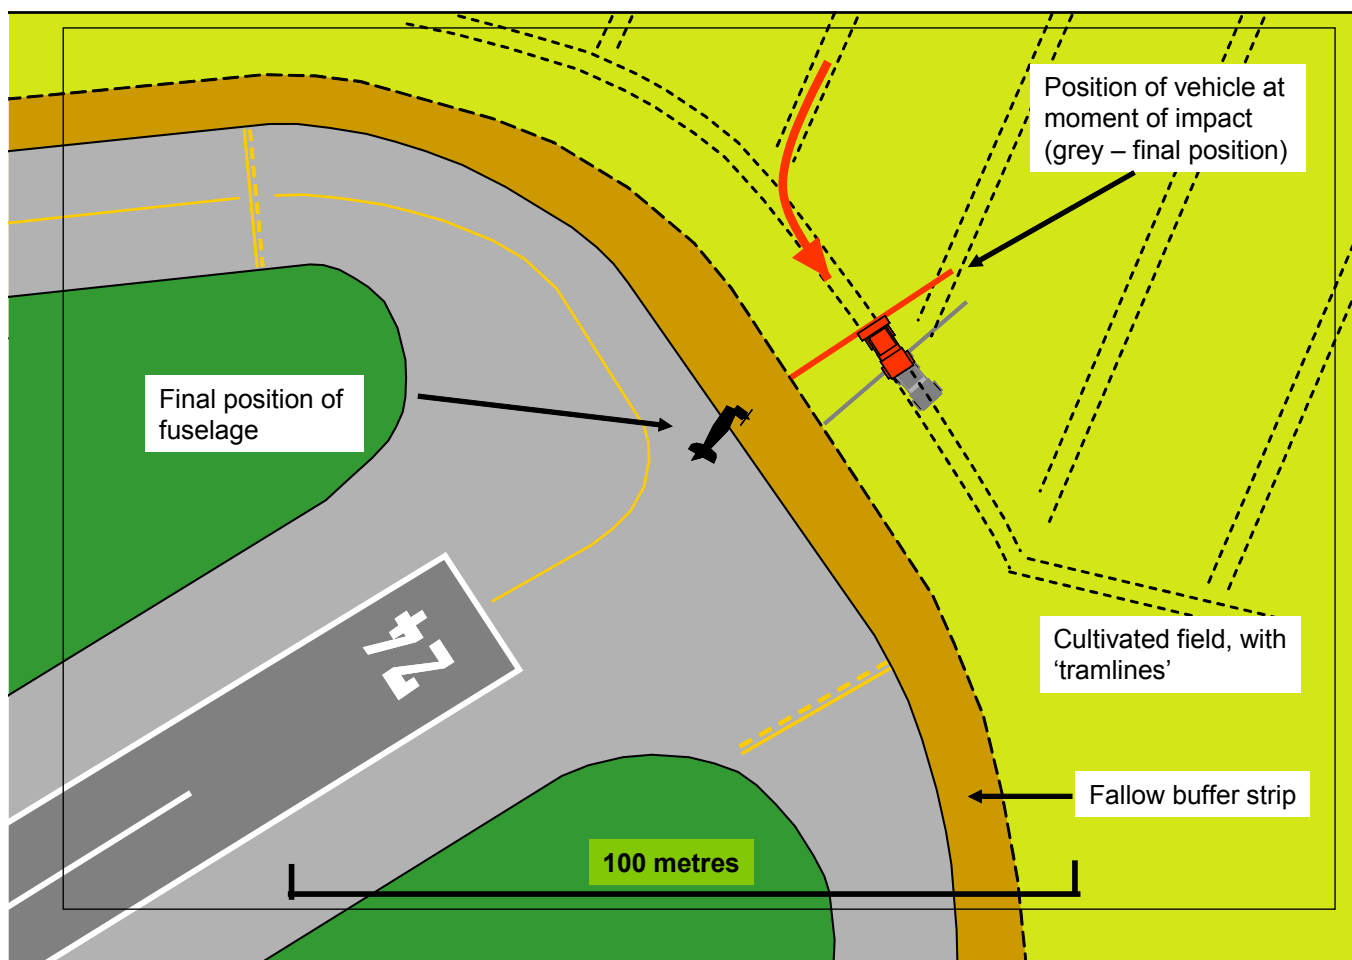 Position of vehicle at
moment of impact
(grey – final position)
Final position of
fuselage
24
Cultivated field, with
‘tramlines’
Fallow buffer strip
100 metres